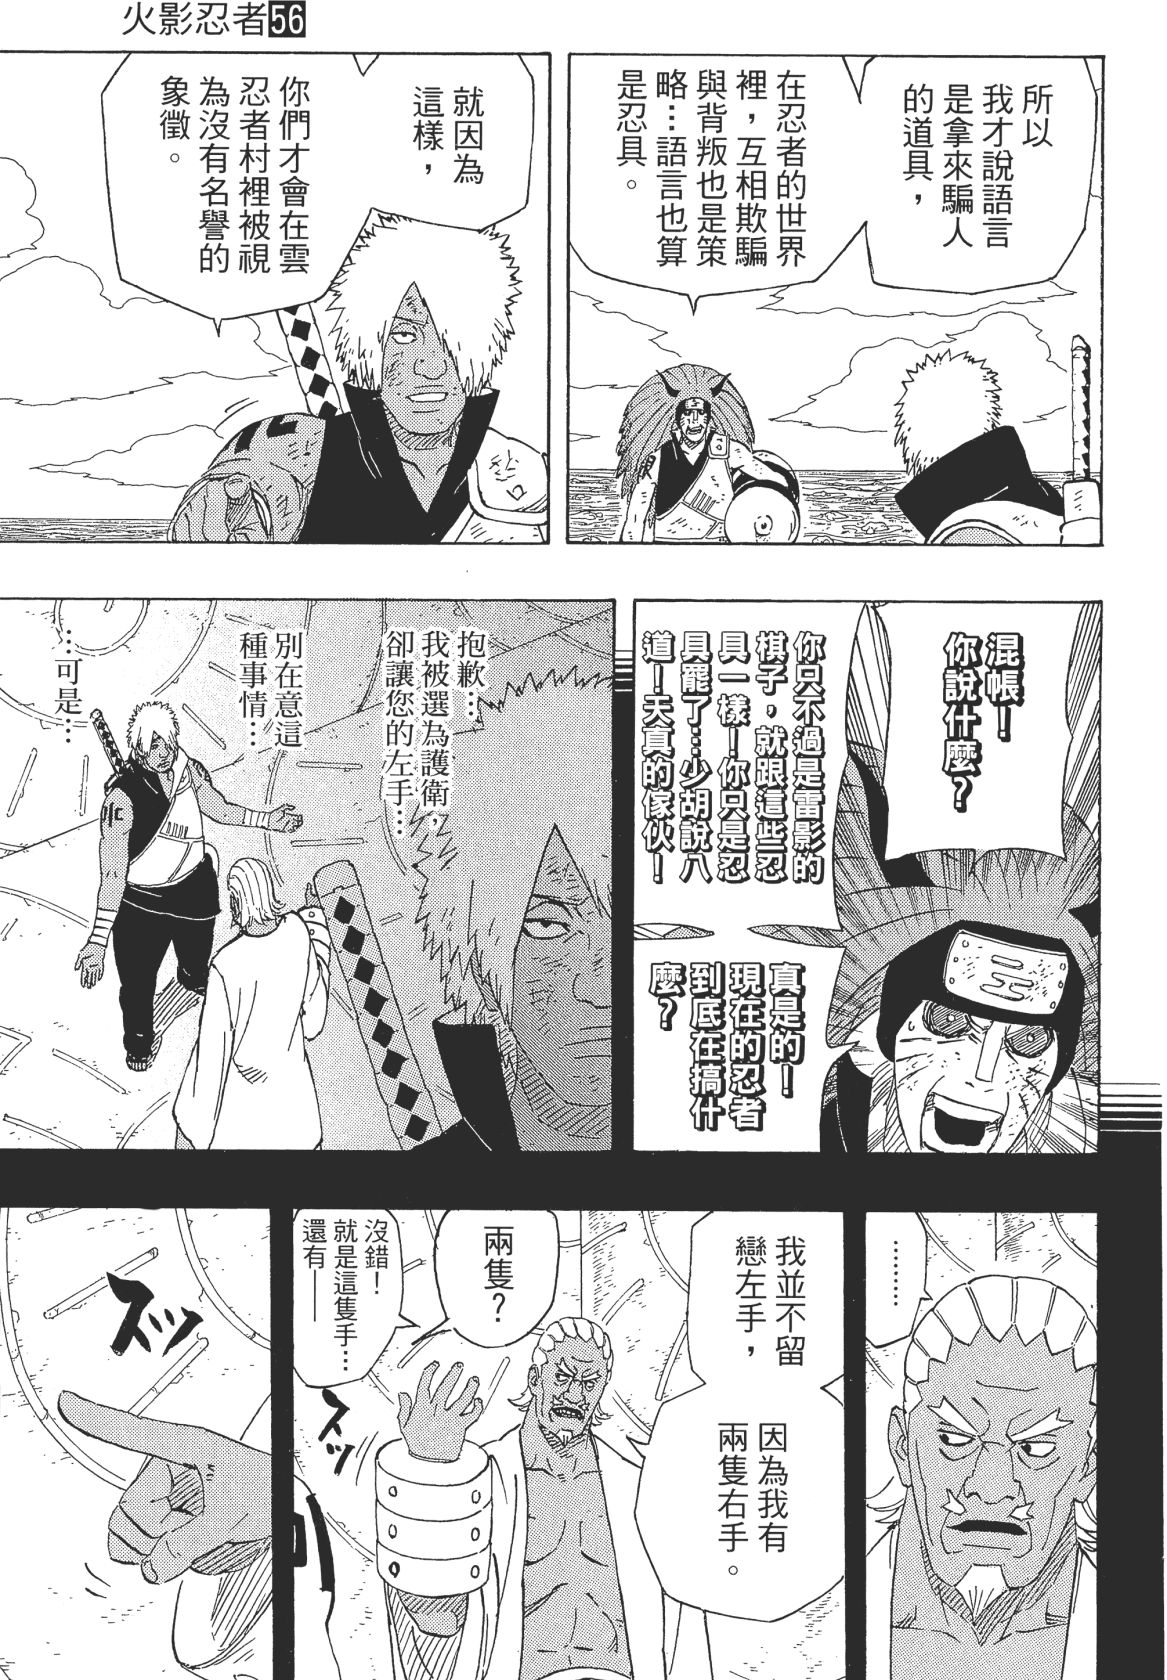 火影忍者56
所以
我才說語言
是拿來騙人
的道具，
在忍者的世界
裡，互相欺騙
與背叛也是策
略…語言也算
是忍具。
就因為
這樣，
你們才會在雲
忍者村裡被視
為沒有名譽的
象徵。
混帳！
你說什麼？
你只不過是雷影的
棋子，就跟這些忍
具一樣！你只是忍
具罷了…少胡說八
道！天真的傢伙！
真是的！
現在的忍者
到底在搞什
麼？
抱歉…
我被選為護衛，
卻讓您的左手…
別在意這
種事情…
…可是…
………
我並不留
戀左手，
因為我有
兩隻右手。
兩隻？
沒錯！
就是這隻手…
還有——
スッ
スッ